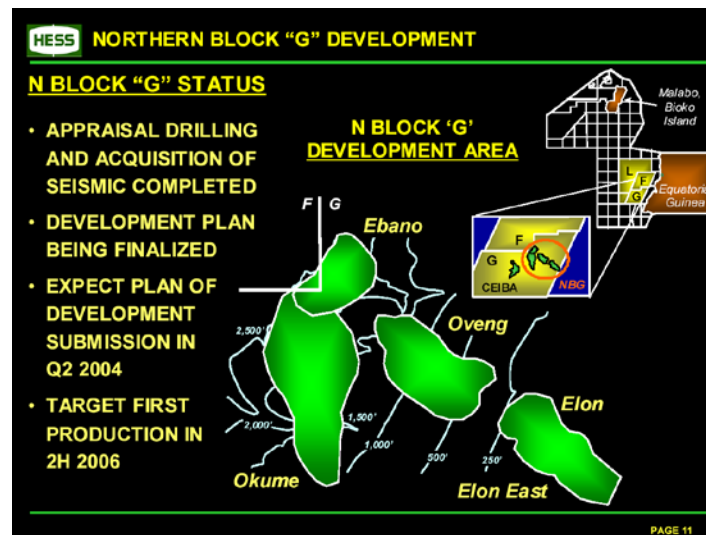 HESS
NORTHERN BLOCK “G” DEVELOPMENT
N BLOCK “G” STATUS
• APPRAISAL DRILLING
AND ACQUISITION OF
SEISMIC COMPLETED
• DEVELOPMENT PLAN
BEING FINALIZED
• EXPECT PLAN OF
DEVELOPMENT
SUBMISSION IN
Q2 2004
• TARGET FIRST
PRODUCTION IN
2H 2006
N BLOCK ‘G’
DEVELOPMENT AREA
Malabo,
Bioko
Island
L
F
G
Equatorial
Guinea
F
G
CEIBA
NBG
F G
Ebano
Oveng
Elon
Elon East
Okume
2,500'
2,000'
1,500'
1,000'
500'
250'
PAGE 11